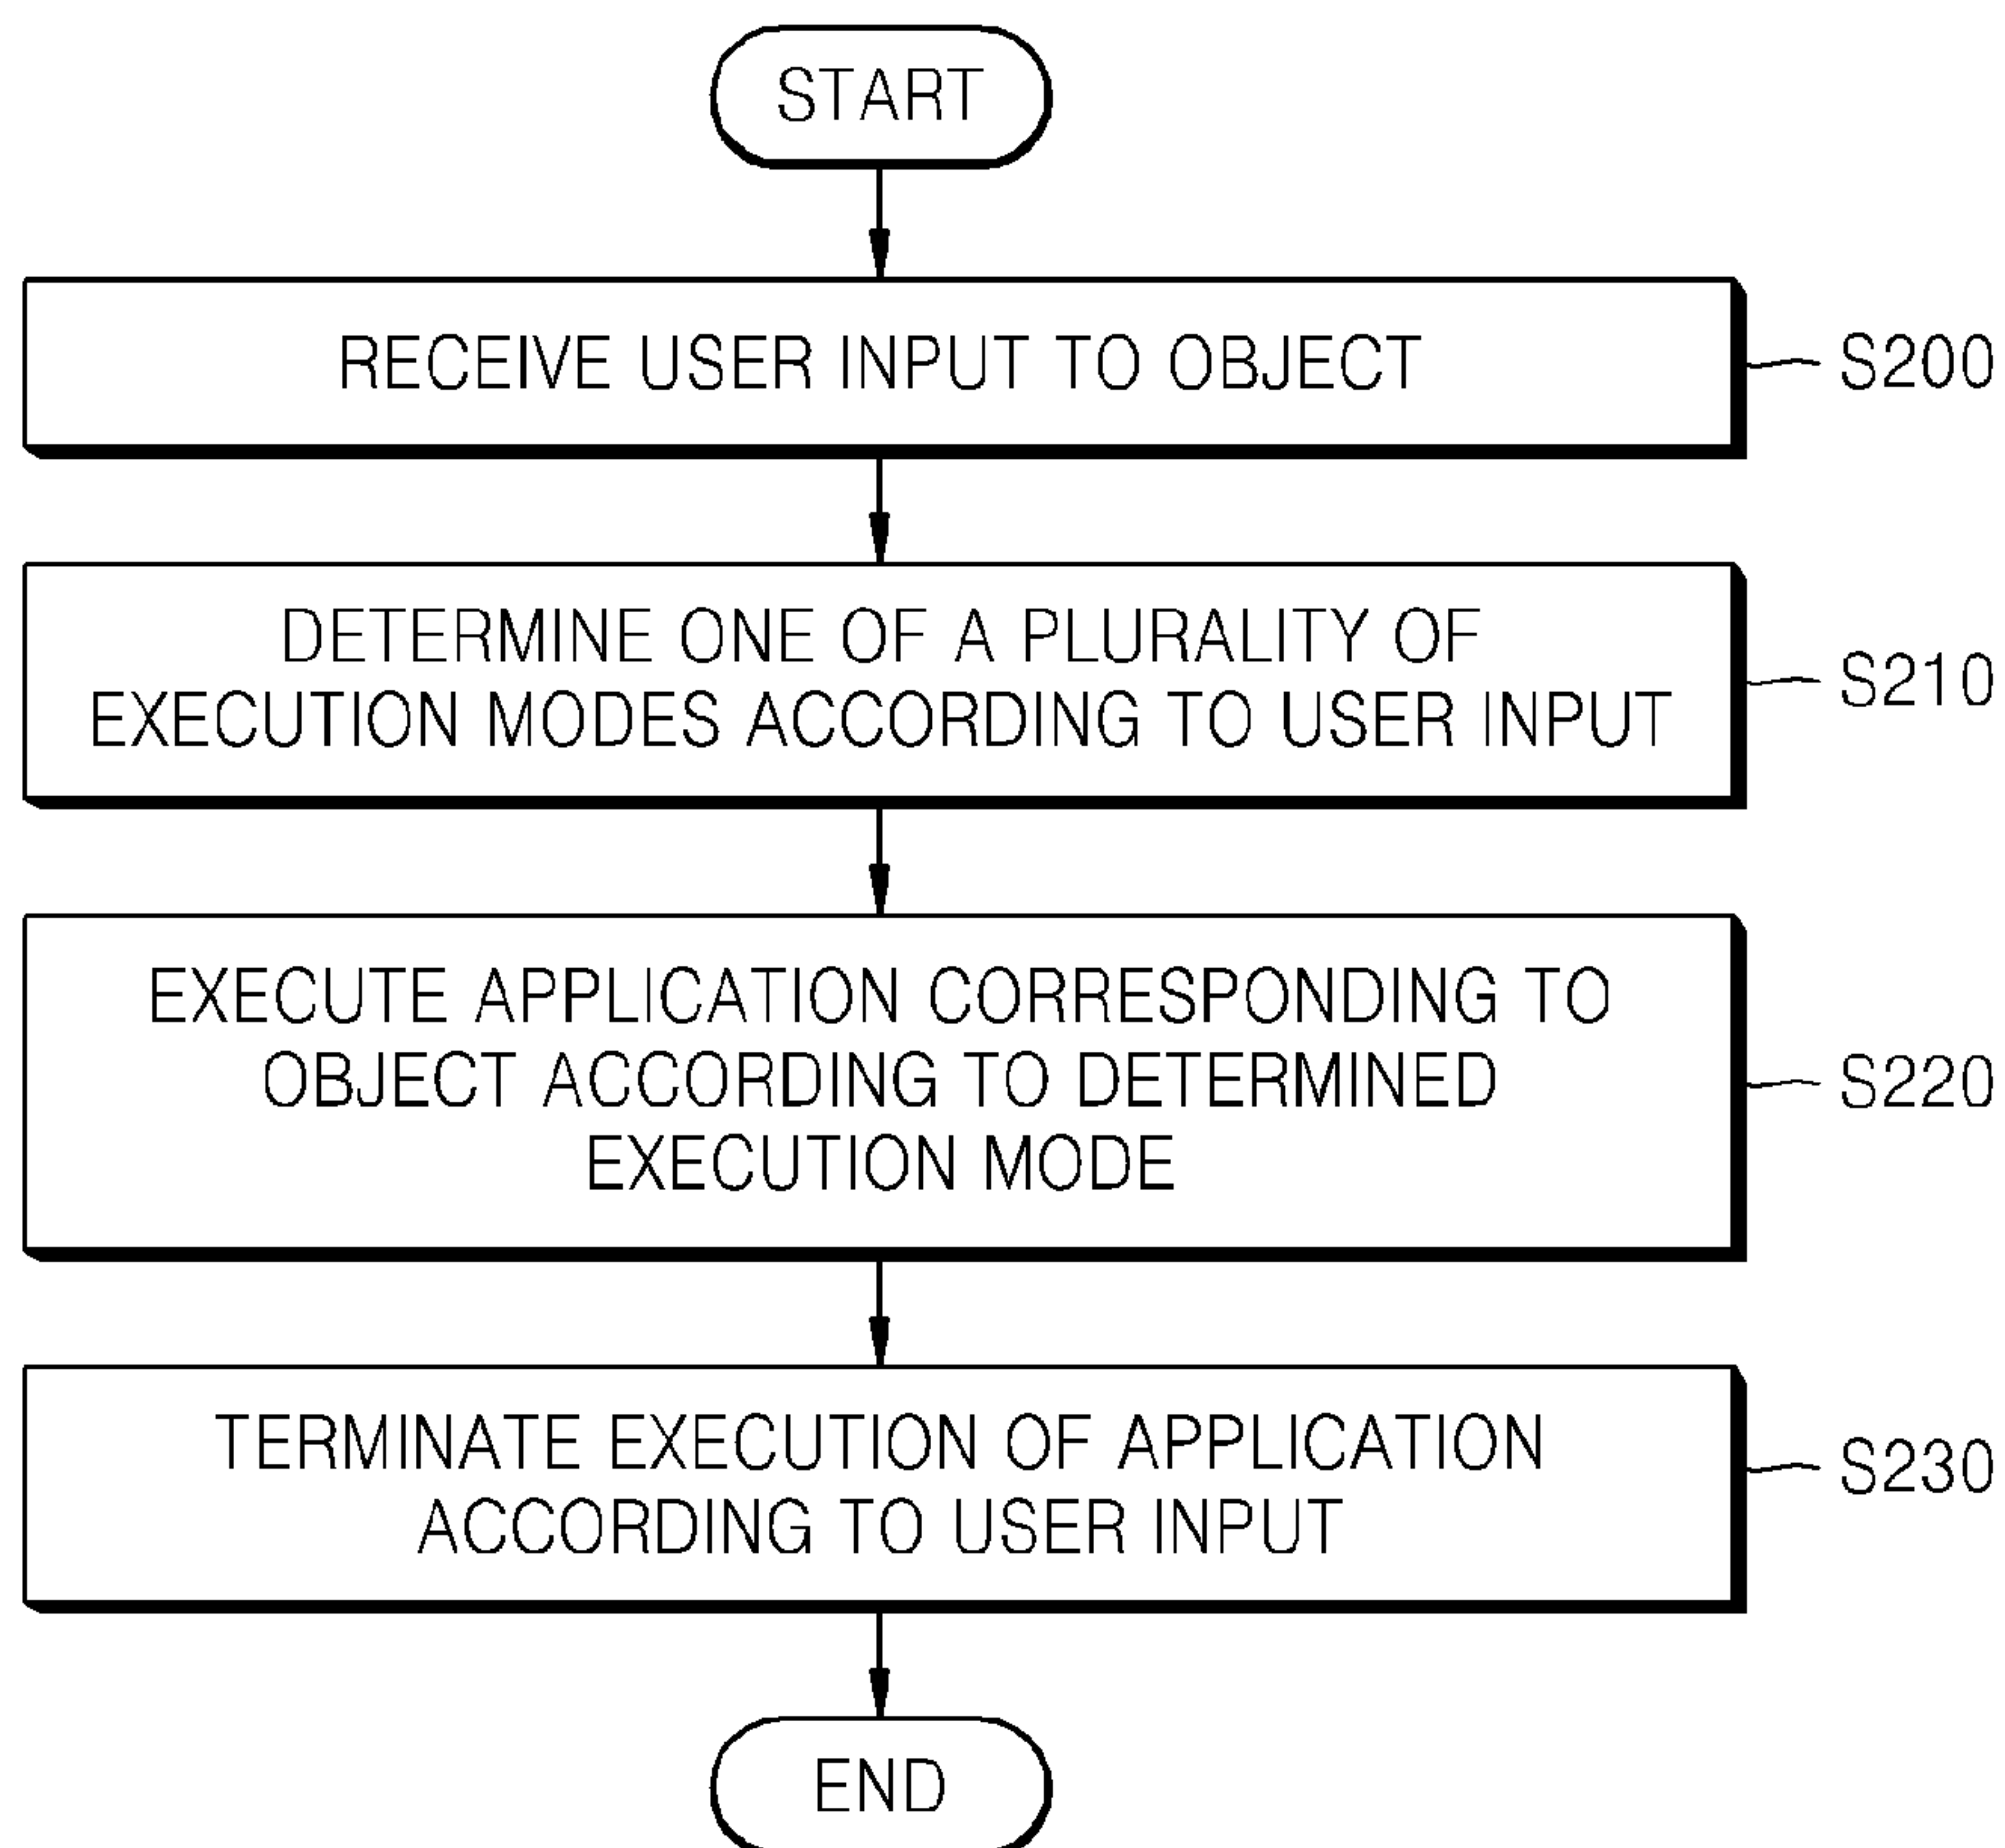 START
RECEIVE USER INPUT TO OBJECT
S200
DETERMINE ONE OF A PLURALITY OF
EXECUTION MODES ACCORDING TO USER INPUT
S210
EXECUTE APPLICATION CORRESPONDING TO
OBJECT ACCORDING TO DETERMINED
EXECUTION MODE
S220
TERMINATE EXECUTION OF APPLICATION
ACCORDING TO USER INPUT
S230
END